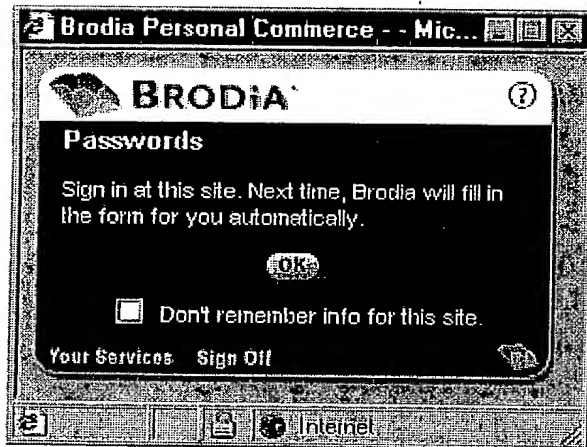 Brodia Personal Commerce - - Mic...
BRODiA
Passwords
Sign in at this site. Next time, Brodia will fill in
the form for you automatically.
OK
Don't remember info for this site.
Your Services Sign Off
Internet